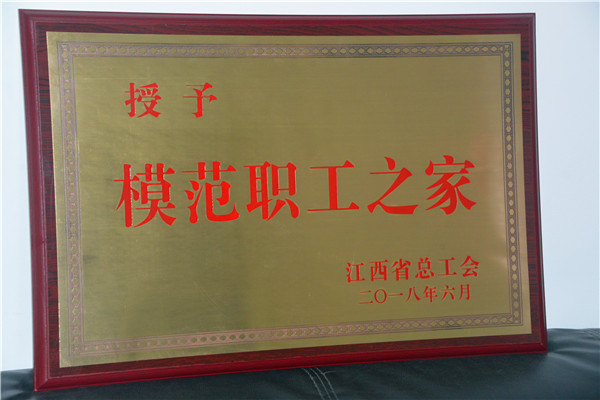 授予
模范职工之家
江西省总工会
二〇一八年六月